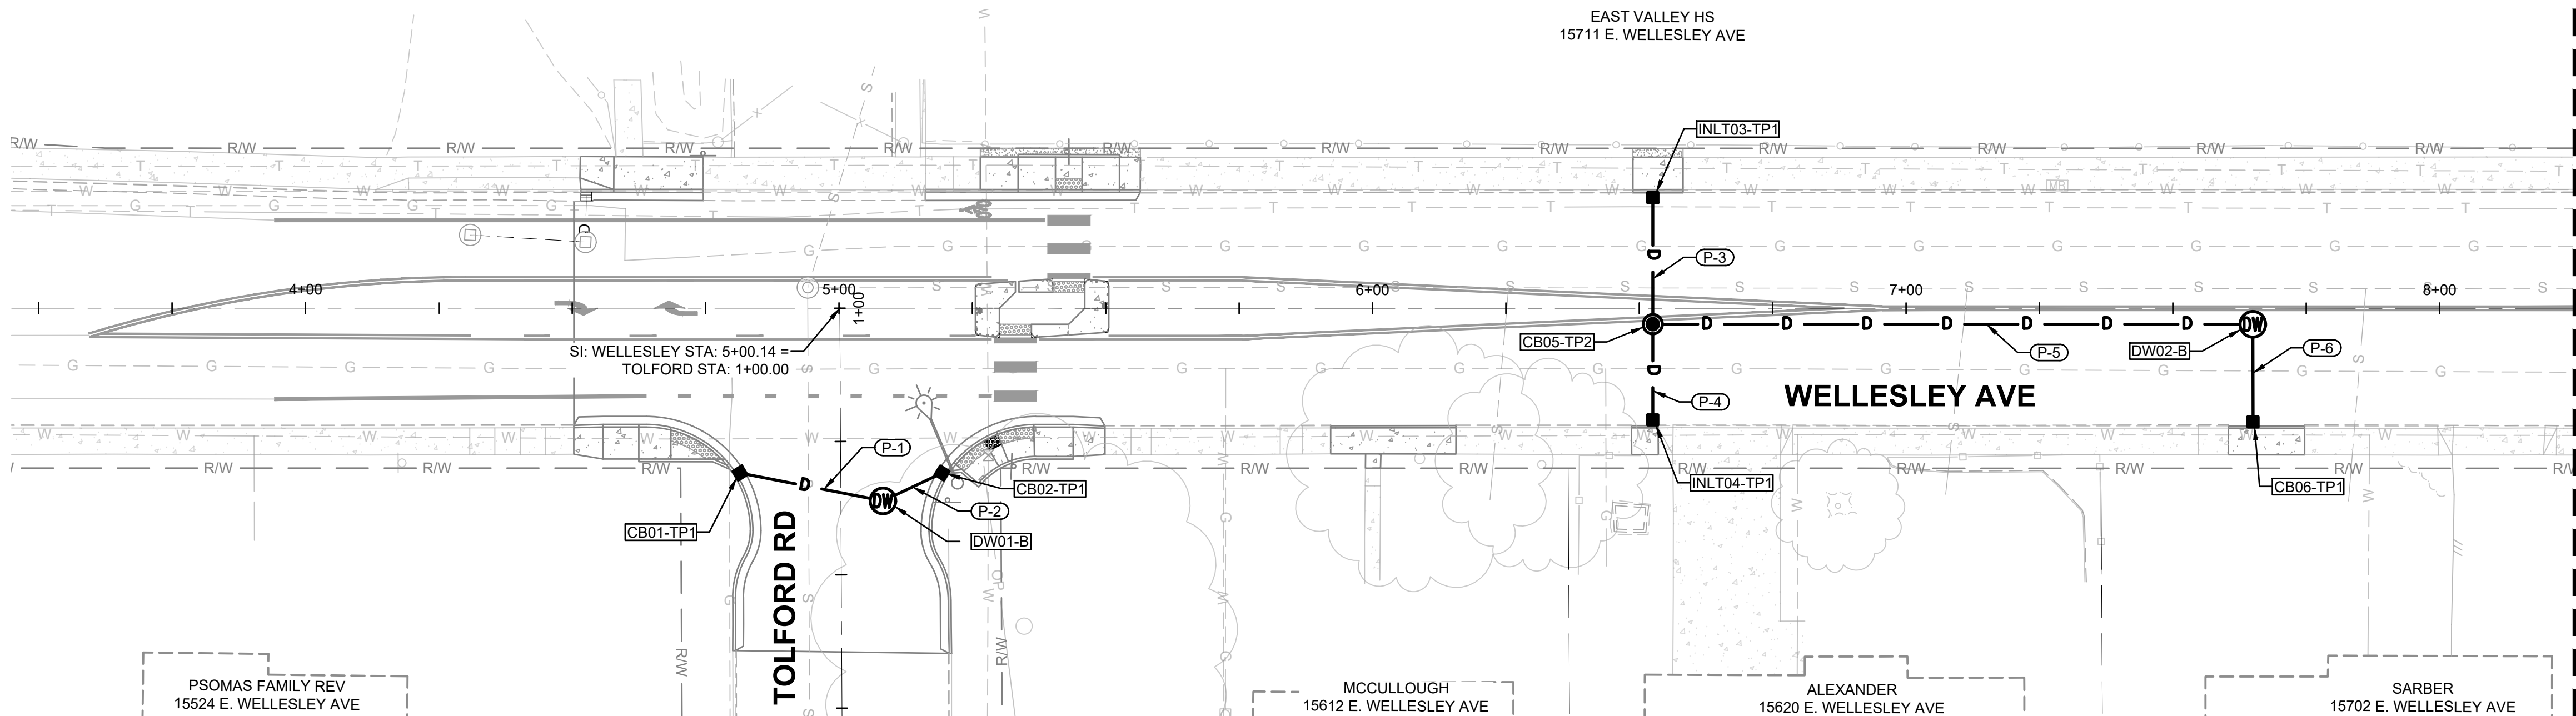 EAST VALLEY HS
15711 E. WELLESLEY AVE
INLT03-TP1
R/W
R/W
R/W
R/W
R/W
R/W
R/W
R/W
R/W
R/W
R/W
R/W
P-3
4+00
5+00
1+00
6+00
7+00
8+00
SI: WELLESLEY STA: 5+00.14 =
TOLFORD STA: 1+00.00
CB05-TP2
D D D D D D D
DW
DW02-B
P-5
P-6
P-4
WELLESLEY AVE
P-1
D
DW
P-2
CB02-TP1
CB01-TP1
DW01-B
INLT04-TP1
CB06-TP1
R/W
R/W
R/W
R/W
R/W
R/W
R/W
R/W
R/W
R/W
TOLFORD RD
R/W
R/W
PSOMAS FAMILY REV
15524 E. WELLESLEY AVE
MCCULLOUGH
15612 E. WELLESLEY AVE
ALEXANDER
15620 E. WELLESLEY AVE
SARBER
15702 E. WELLESLEY AVE